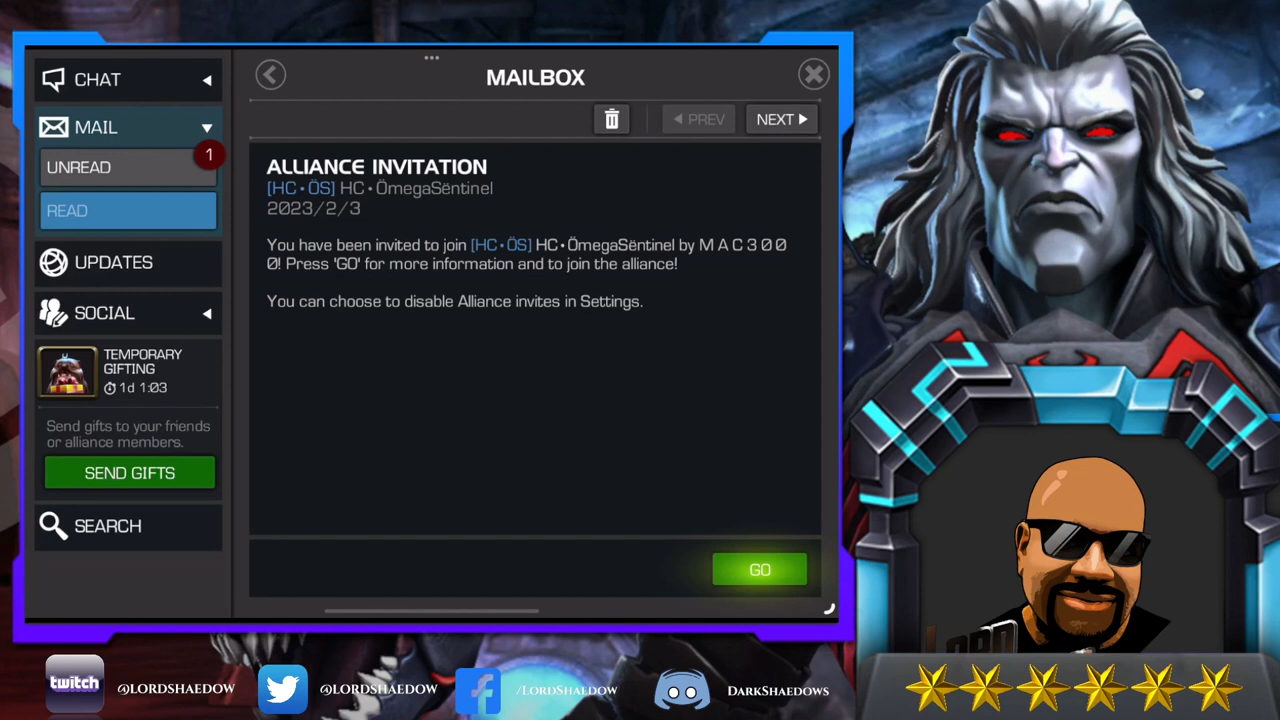 CHAT
MAIL
UNREAD
1
READ
UPDATES
SOCIAL
TEMPORARY
GIFTING
1d 1:03
Send gifts to your friends
or alliance members.
SEND GIFTS
SEARCH
MAILBOX
PREV
NEXT
ALLIANCE INVITATION
[HC•ÖS] HC•ÖmegaSëntinel
2023/2/3
You have been invited to join [HC•ÖS] HC•ÖmegaSëntinel by M A C 3 0 0
0! Press 'GO' for more information and to join the alliance!
You can choose to disable Alliance invites in Settings.
GO
LORD
twitch
@LORDSHAEDOW
@LORDSHAEDOW
/LORDSHAEDOW
DARKSHAEDOWS